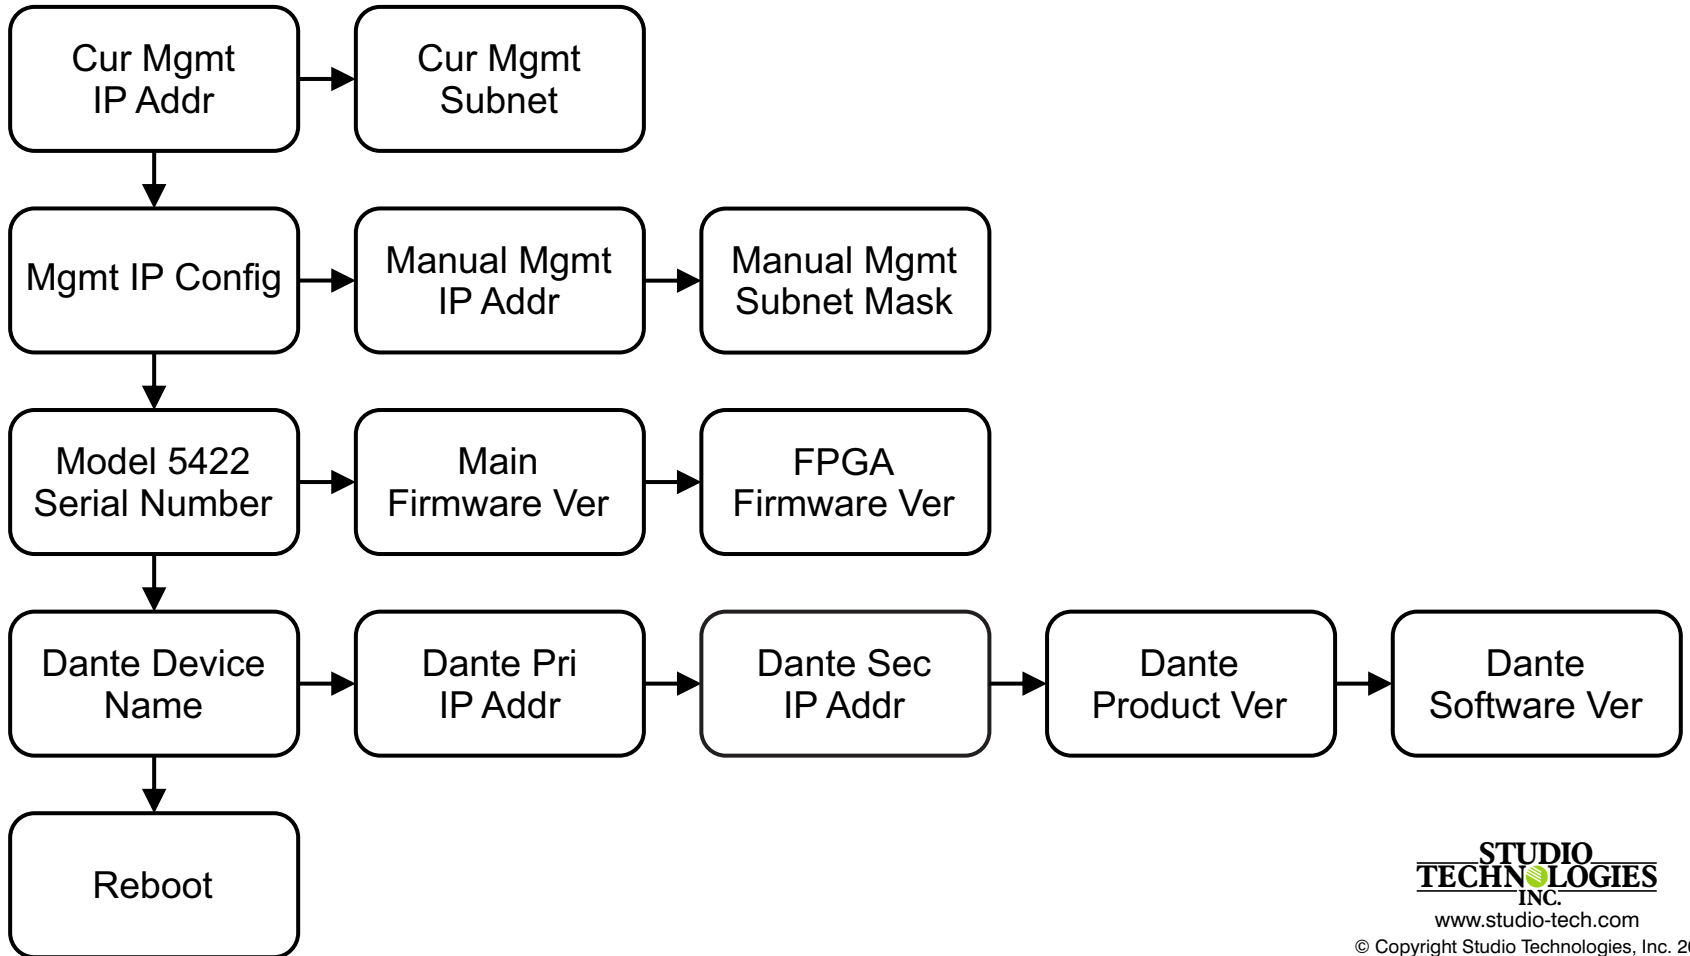 Cur Mgmt
IP Addr
Cur Mgmt
Subnet
Mgmt IP Config
Manual Mgmt
IP Addr
Manual Mgmt
Subnet Mask
Model 5422
Serial Number
Main
Firmware Ver
FPGA
Firmware Ver
Dante Device
Name
Dante Pri
IP Addr
Dante Sec
IP Addr
Dante
Product Ver
Dante
Software Ver
Reboot
STUDIO
TECHNOLOGIES
INC.
www.studio-tech.com
© Copyright Studio Technologies, Inc.